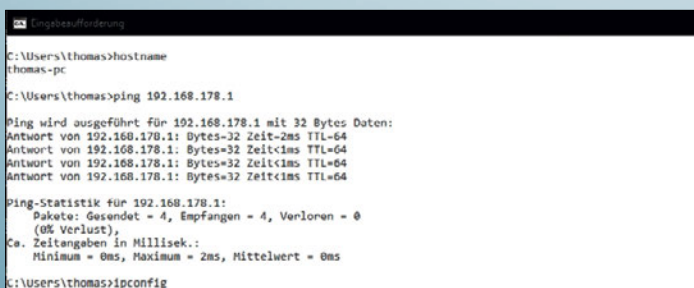 Eingabeaufforderung
C:\Users\thomas>hostname
thomas-pc
C:\Users\thomas>ping 192.168.178.1
Ping wird ausgeführt für 192.168.178.1 mit 32 Bytes Daten:
Antwort von 192.168.178.1: Bytes=32 Zeit=2ms TTL=64
Antwort von 192.168.178.1: Bytes=32 Zeit<1ms TTL=64
Antwort von 192.168.178.1: Bytes=32 Zeit<1ms TTL=64
Antwort von 192.168.178.1: Bytes=32 Zeit<1ms TTL=64
Ping-Statistik für 192.168.178.1:
Pakete: Gesendet = 4, Empfangen = 4, Verloren = 0
(0% Verlust),
Ca. Zeitangaben in Millisek.:
Minimum = 0ms, Maximum = 2ms, Mittelwert = 0ms
C:\Users\thomas>ipconfig